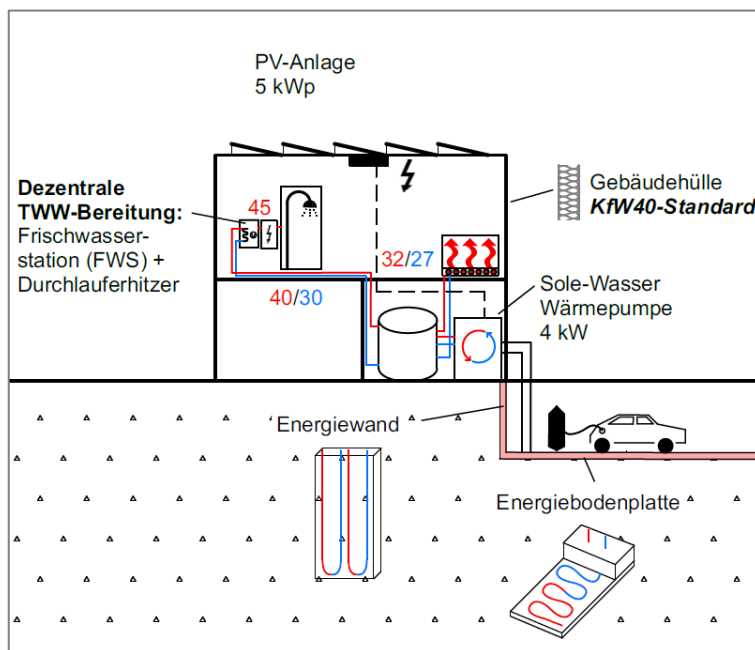 PV-Anlage
5 kWp
Dezentrale
TWW-Bereitung:
Frischwasser-
station (FWS) +
Durchlauferhitzer
45
32/27
40/30
Gebäudehülle
KfW40-Standard
Sole-Wasser
Wärmepumpe
4 kW
Energiewand
Energiebodenplatte